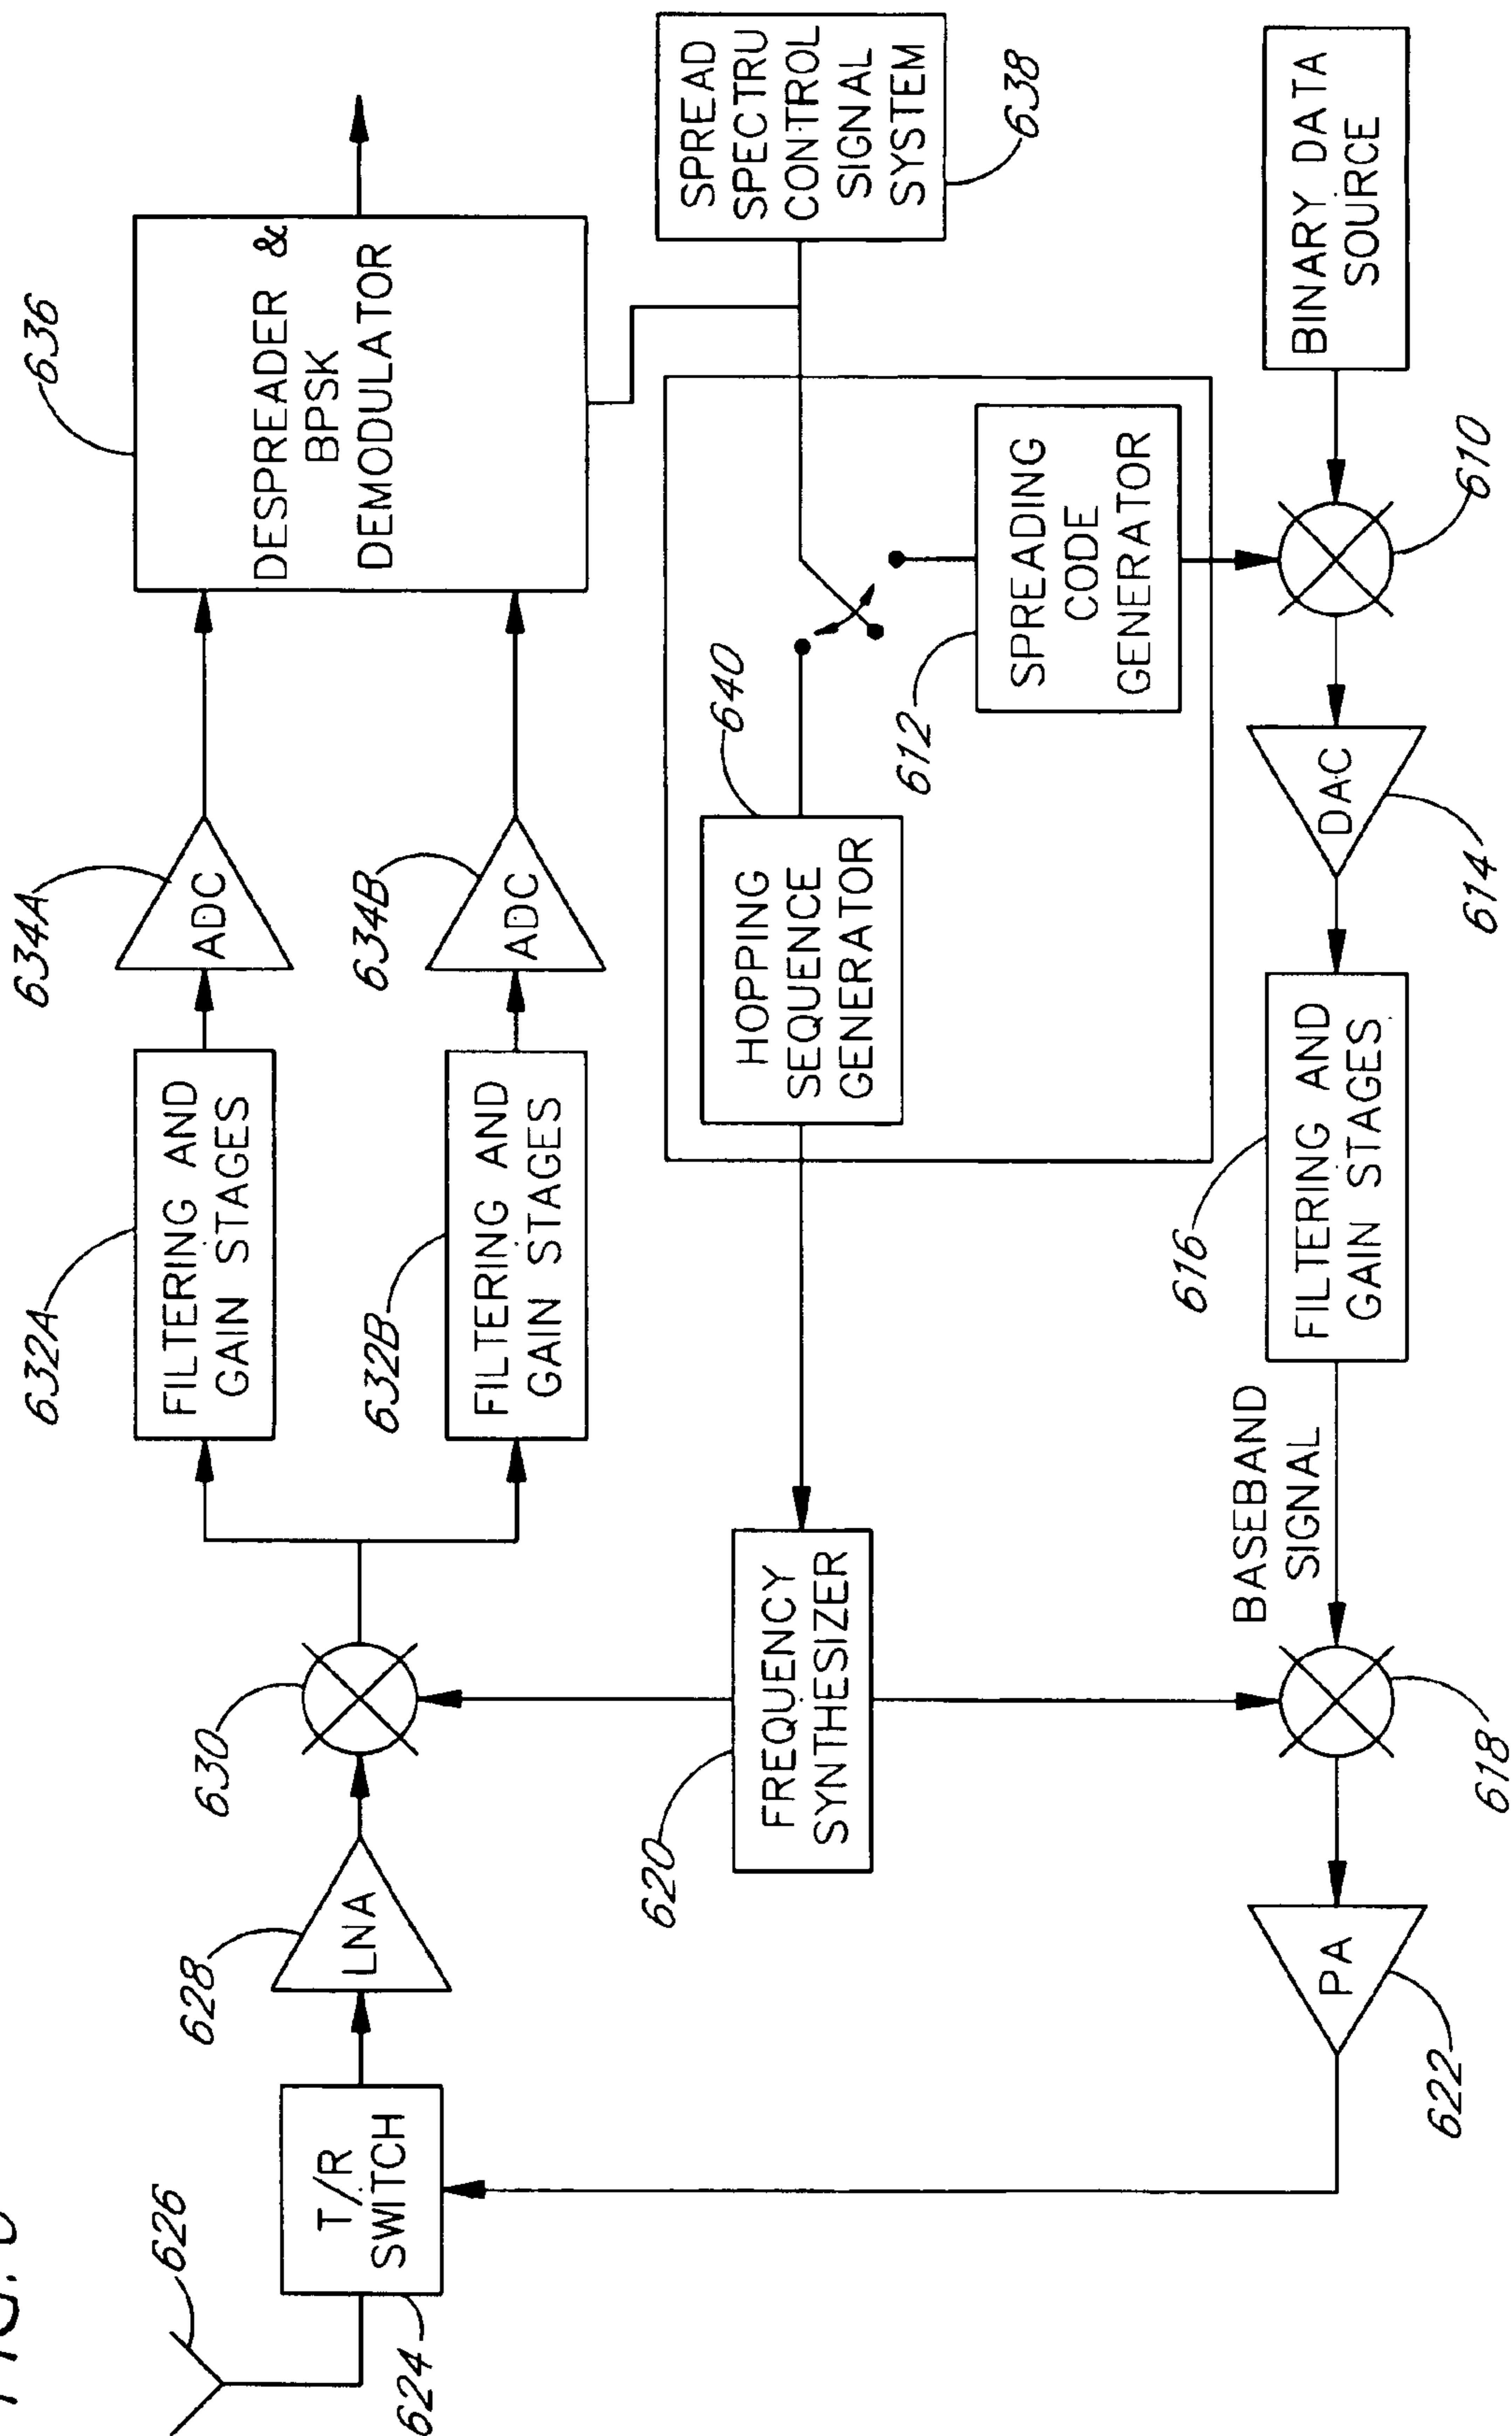 626
624
T/R
SWITCH
628
LNA
630
632A
FILTERING AND
GAIN STAGES
632B
FILTERING AND
GAIN STAGES
634A
ADC
634B
ADC
636
DESPREADER &
BPSK
DEMODULATOR
SPREAD
SPECTRU
CONTROL
SIGNAL
SYSTEM
638
640
HOPPING
SEQUENCE
GENERATOR
612
SPREADING
CODE
GENERATOR
620
FREQUENCY
SYNTHESIZER
622
PA
618
BASEBAND
SIGNAL
616
FILTERING AND
GAIN STAGES
614
DAC
610
BINARY DATA
SOURCE